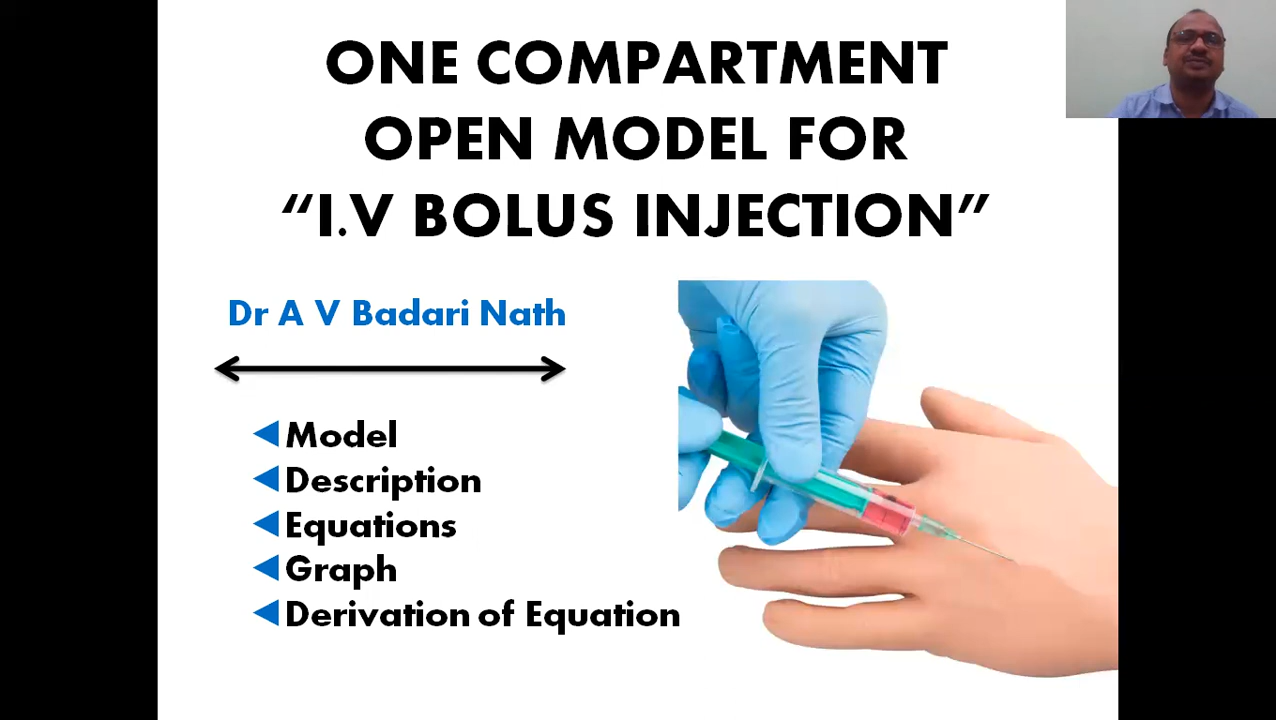 ONE COMPARTMENT
OPEN MODEL FOR
“I.V BOLUS INJECTION”
Dr A V Badari Nath
Model
Description
Equations
Graph
Derivation of Equation